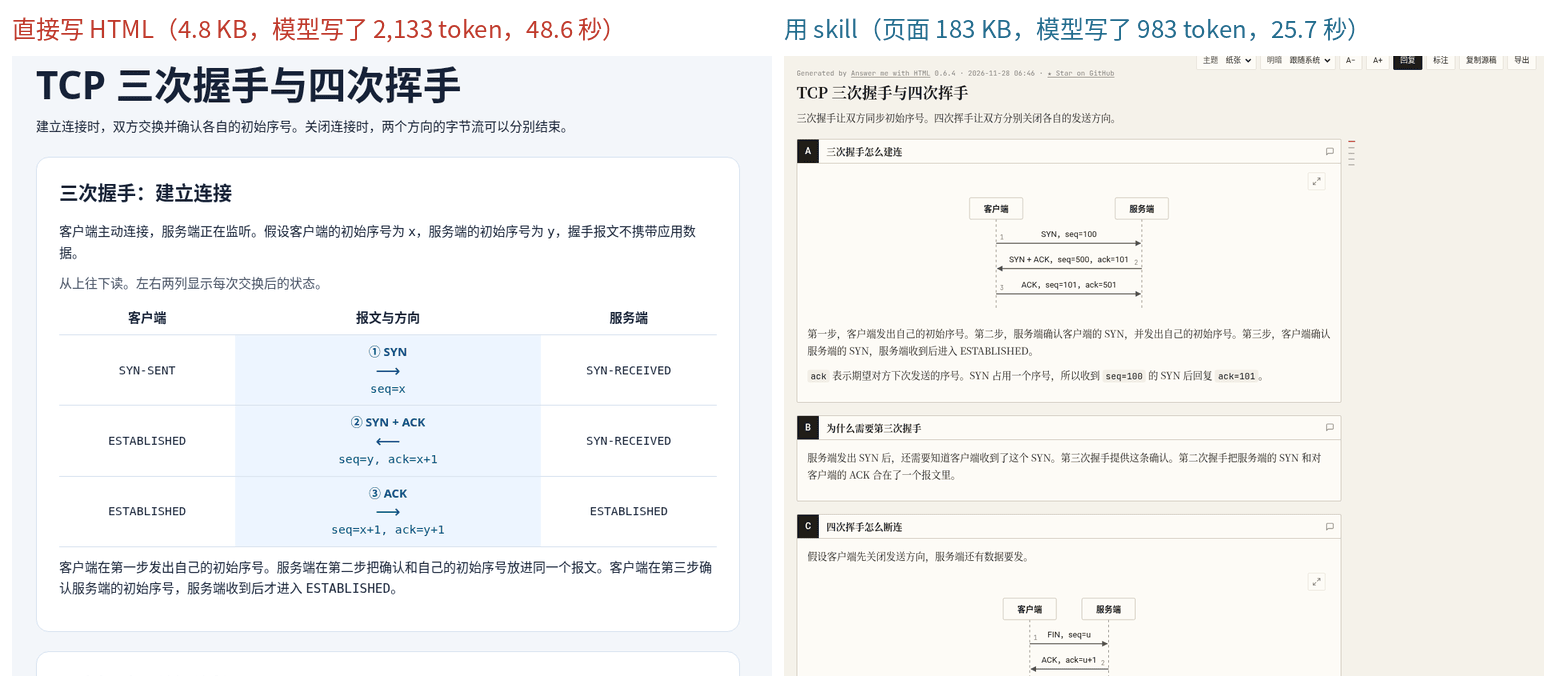 直接写 HTML（4.8 KB，模型写了 2,133 token，48.6 秒）
TCP 三次握手与四次挥手
建立连接时，双方交换并确认各自的初始序号。关闭连接时，两个方向的字节流可以分别结束。
三次握手：建立连接
客户端主动连接，服务端正在监听。假设客户端的初始序号为 x，服务端的初始序号为 y，握手报文不携带应用数
据。
从上往下读。左右两列显示每次交换后的状态。
客户端 报文与方向 服务端
① SYN
SYN-SENT ⟶ SYN-RECEIVED
seq=x
② SYN + ACK
ESTABLISHED ⟵ SYN-RECEIVED
seq=y, ack=x+1
③ ACK
ESTABLISHED ⟶ ESTABLISHED
seq=x+1, ack=y+1
客户端在第一步发出自己的初始序号。服务端在第二步把确认和自己的初始序号放进同一个报文。客户端在第三步确
认服务端的初始序号，服务端收到后才进入 ESTABLISHED。
用 skill（页面 183 KB，模型写了 983 token，25.7 秒）
主题 纸张 明暗 跟随系统 A− A+ 回复 标注 复制源稿 导出
Generated by Answer me with HTML 0.6.4 · 2026-11-28 06:46 · ★ Star on GitHub
TCP 三次握手与四次挥手
三次握手让双方同步初始序号。四次挥手让双方分别关闭各自的发送方向。
A 三次握手怎么建连
客户端 服务端
1 SYN，seq=100
SYN + ACK，seq=500，ack=101 2
3 ACK，seq=101，ack=501
第一步，客户端发出自己的初始序号。第二步，服务端确认客户端的 SYN，并发出自己的初始序号。第三步，客户端确认
服务端的 SYN，服务端收到后进入 ESTABLISHED。
ack 表示期望对方下次发送的序号。SYN 占用一个序号，所以收到 seq=100 的 SYN 后回复 ack=101。
B 为什么需要第三次握手
服务端发出 SYN 后，还需要知道客户端收到了这个 SYN。第三次握手提供这条确认。第二次握手把服务端的 SYN 和对
客户端的 ACK 合在了一个报文里。
C 四次挥手怎么断连
假设客户端先关闭发送方向，服务端还有数据要发。
客户端 服务端
1 FIN，seq=u
ACK，ack=u+1 2